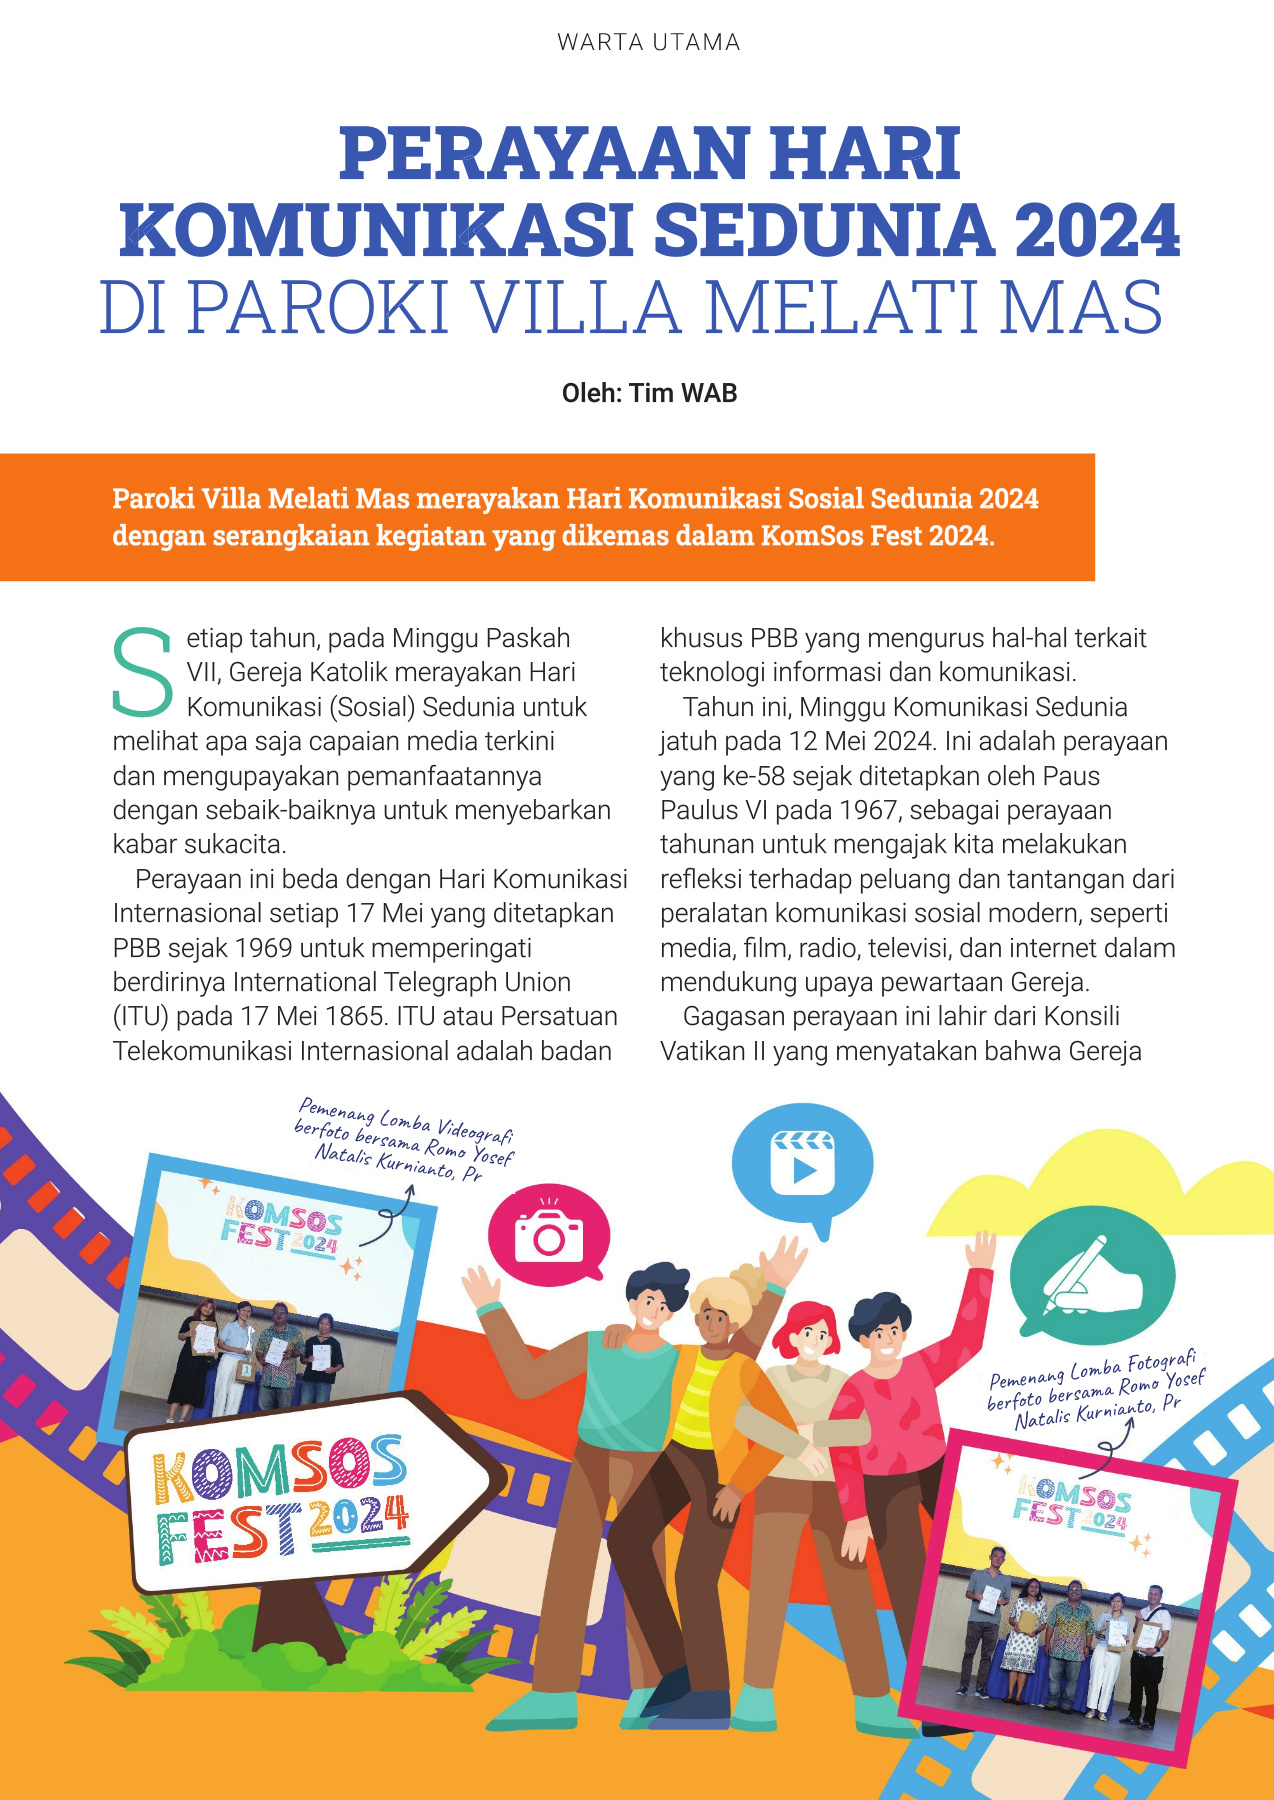 WARTA UTAMA
PERAYAAN HARI
KOMUNIKASI SEDUNIA 2024
DI PAROKI VILLA MELATI MAS
Oleh: Tim WAB
Paroki Villa Melati Mas merayakan Hari Komunikasi Sosial Sedunia 2024
dengan serangkaian kegiatan yang dikemas dalam KomSos Fest 2024.
Setiap tahun, pada Minggu Paskah
VII, Gereja Katolik merayakan Hari
Komunikasi (Sosial) Sedunia untuk
melihat apa saja capaian media terkini
dan mengupayakan pemanfaatannya
dengan sebaik-baiknya untuk menyebarkan
kabar sukacita.
Perayaan ini beda dengan Hari Komunikasi
Internasional setiap 17 Mei yang ditetapkan
PBB sejak 1969 untuk memperingati
berdirinya International Telegraph Union
(ITU) pada 17 Mei 1865. ITU atau Persatuan
Telekomunikasi Internasional adalah badan
khusus PBB yang mengurus hal-hal terkait
teknologi informasi dan komunikasi.
Tahun ini, Minggu Komunikasi Sedunia
jatuh pada 12 Mei 2024. Ini adalah perayaan
yang ke-58 sejak ditetapkan oleh Paus
Paulus VI pada 1967, sebagai perayaan
tahunan untuk mengajak kita melakukan
refleksi terhadap peluang dan tantangan dari
peralatan komunikasi sosial modern, seperti
media, film, radio, televisi, dan internet dalam
mendukung upaya pewartaan Gereja.
Gagasan perayaan ini lahir dari Konsili
Vatikan II yang menyatakan bahwa Gereja
Pemenang Lomba Videografi
berfoto bersama Romo Yosef
Natalis Kurnianto, Pr
KOMSOS
FEST 2024
KOMSOS
FEST 2024
Pemenang Lomba Fotografi
berfoto bersama Romo Yosef
Natalis Kurnianto, Pr
KOMSOS
FEST 2024